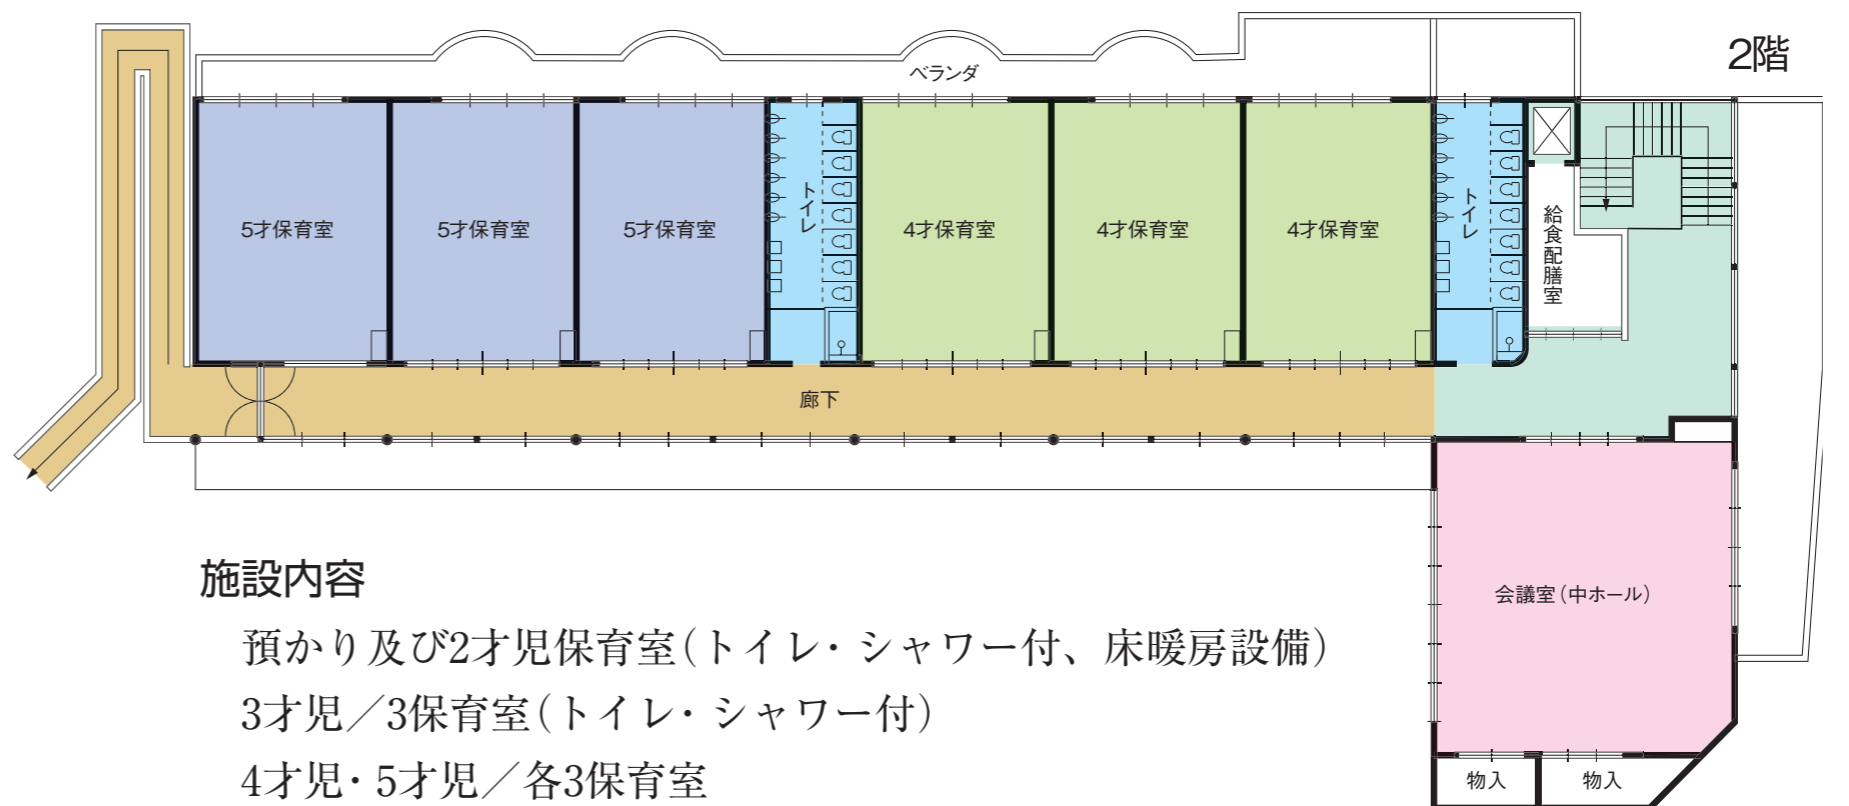 2階
ベランダ
5才保育室
5才保育室
5才保育室
トイレ
4才保育室
4才保育室
4才保育室
トイレ
給食配膳室
廊下
会議室(中ホール)
物入
物入
施設内容
預かり及び2才児保育室(トイレ・シャワー付、床暖房設備)
3才児/3保育室(トイレ・シャワー付)
4才児・5才児/各3保育室